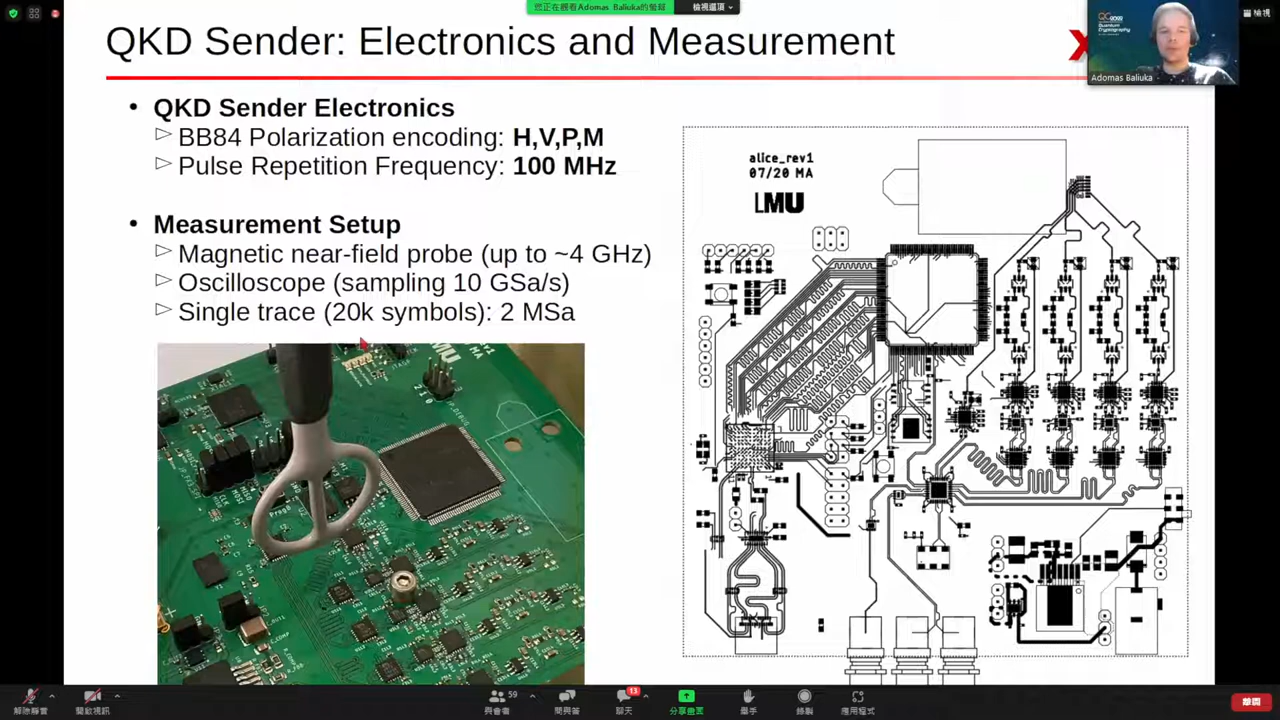 您正在觀看Adomas Baliuka的螢幕
檢視選項
檢視
QKD Sender: Electronics and Measurement
Adomas Baliuka
• QKD Sender Electronics
BB84 Polarization encoding: H,V,P,M
Pulse Repetition Frequency: 100 MHz
• Measurement Setup
Magnetic near-field probe (up to ~4 GHz)
Oscilloscope (sampling 10 GSa/s)
Single trace (20k symbols): 2 MSa
alice_rev1
07/20 MA
LMU
解除靜音
開啟視訊
59
與會者
問與答
13
聊天
分享畫面
舉手
錄製
應用程式
離開